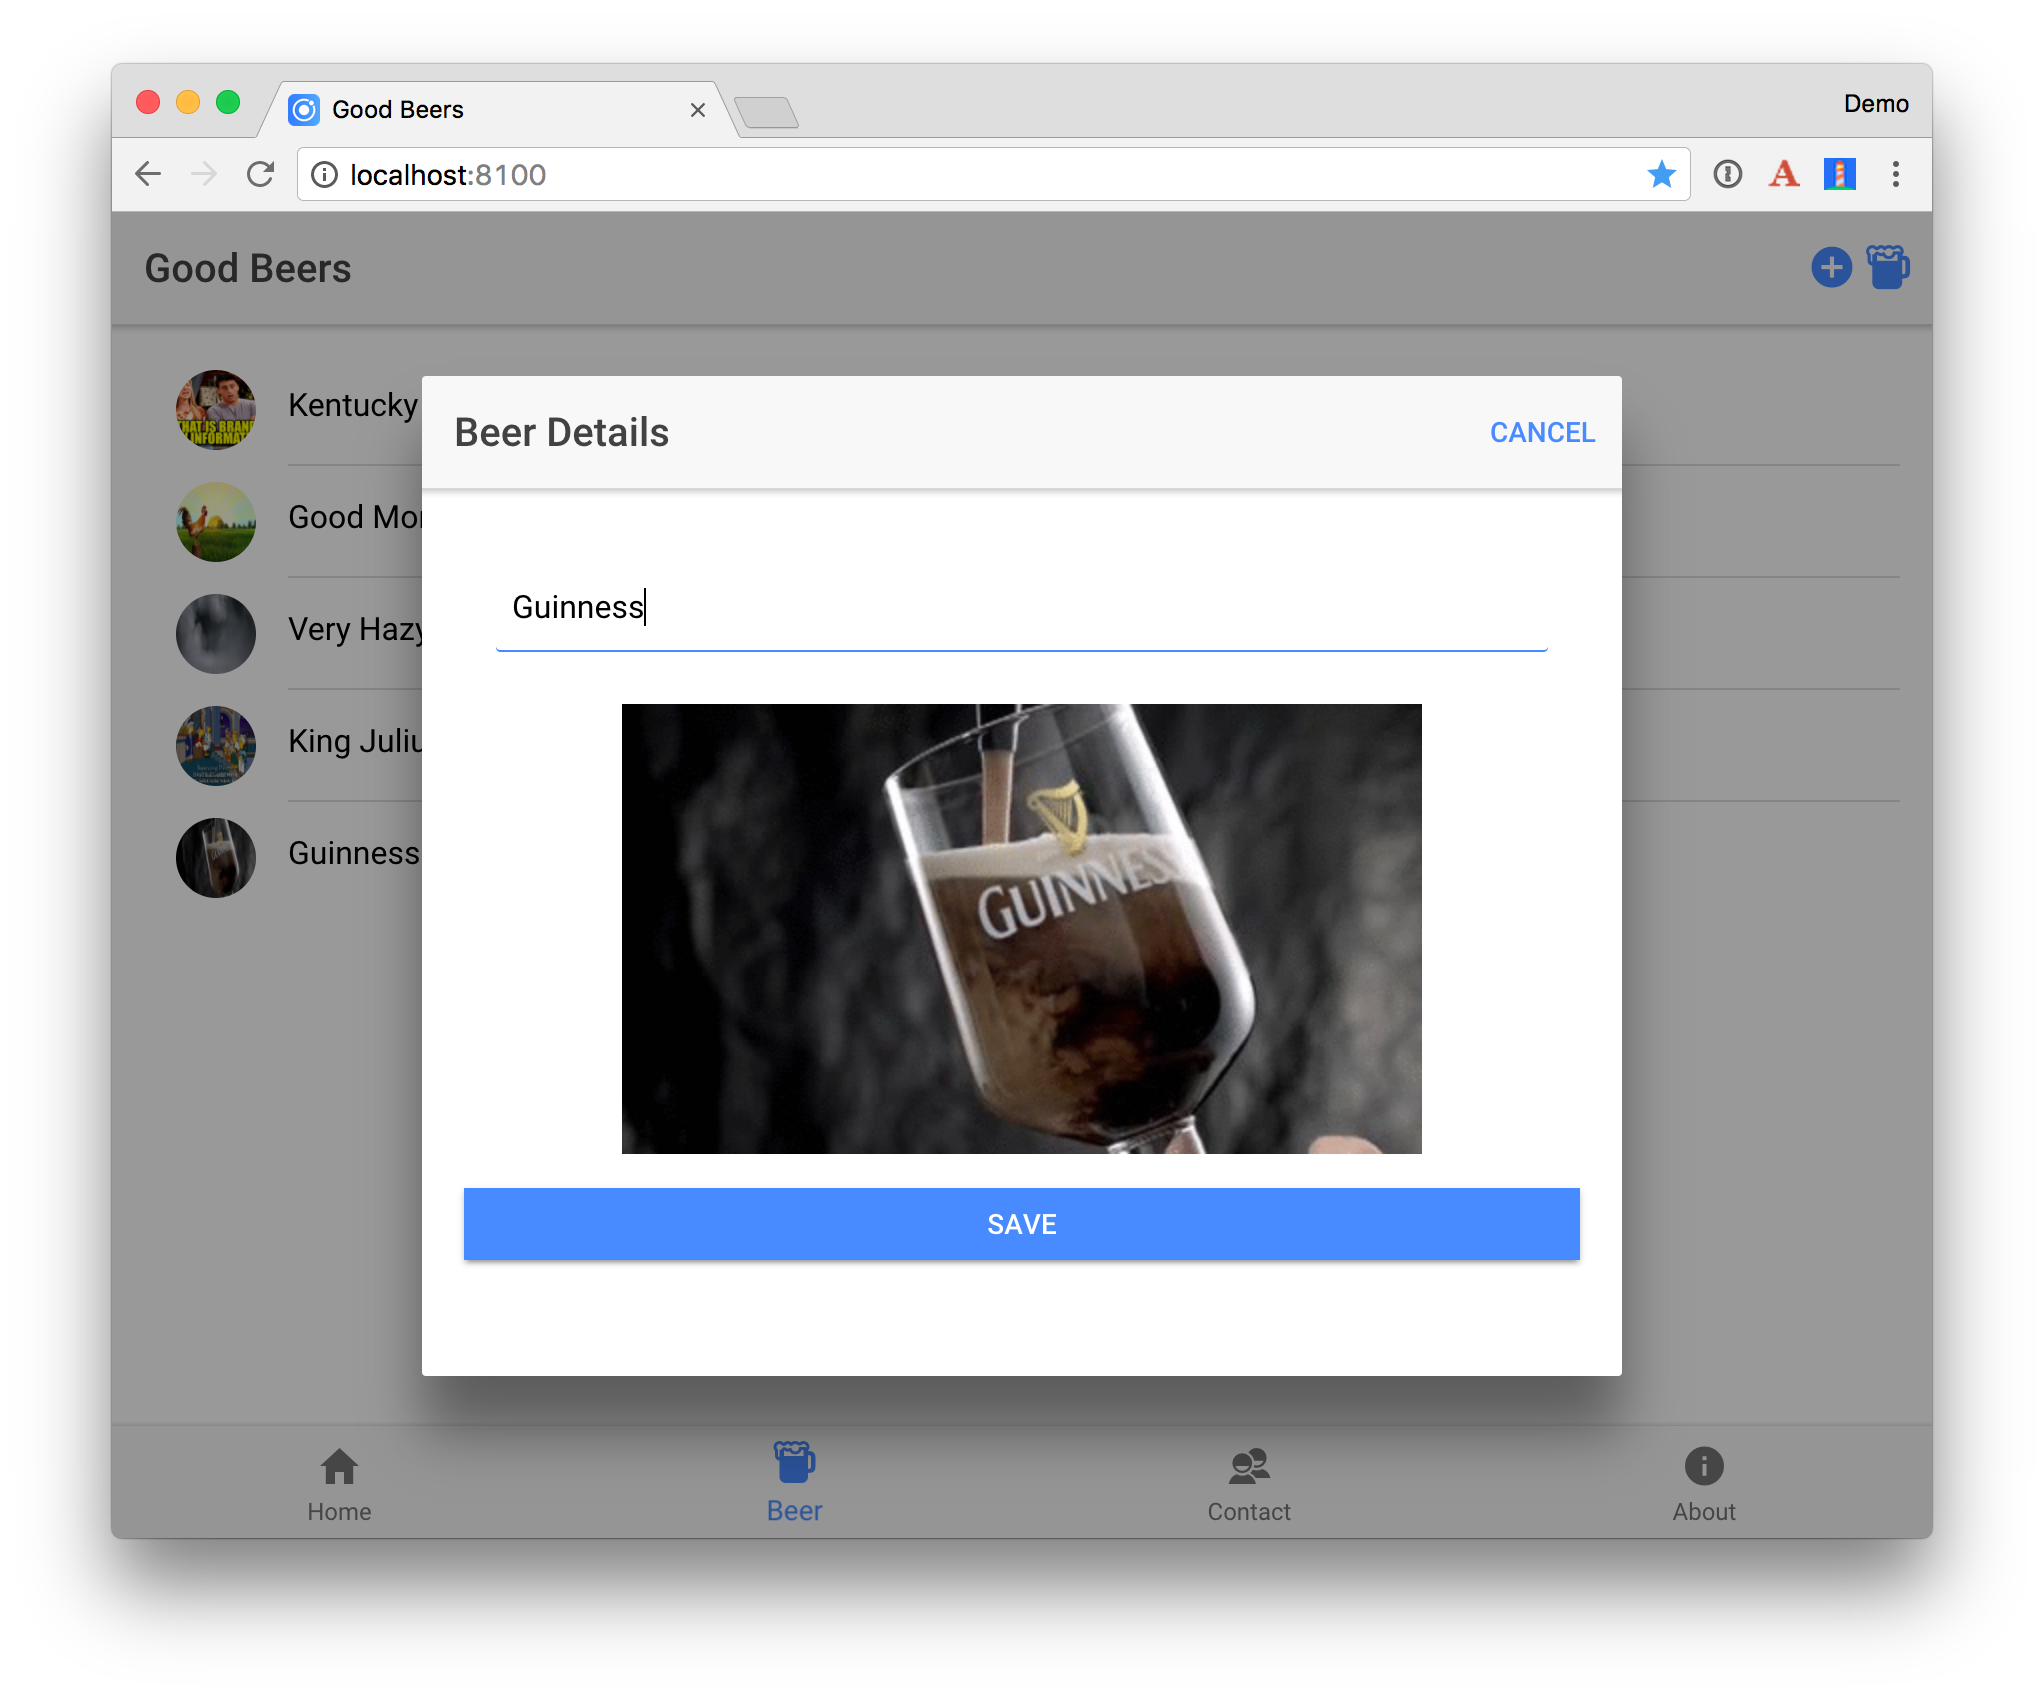 Good Beers
Demo
localhost:8100
Good Beers
Kentucky
Beer Details
CANCEL
Good Mor
Guinness
Very Hazy
King Juliu
GUINNESS
Guinness
SAVE
Home
Beer
Contact
About